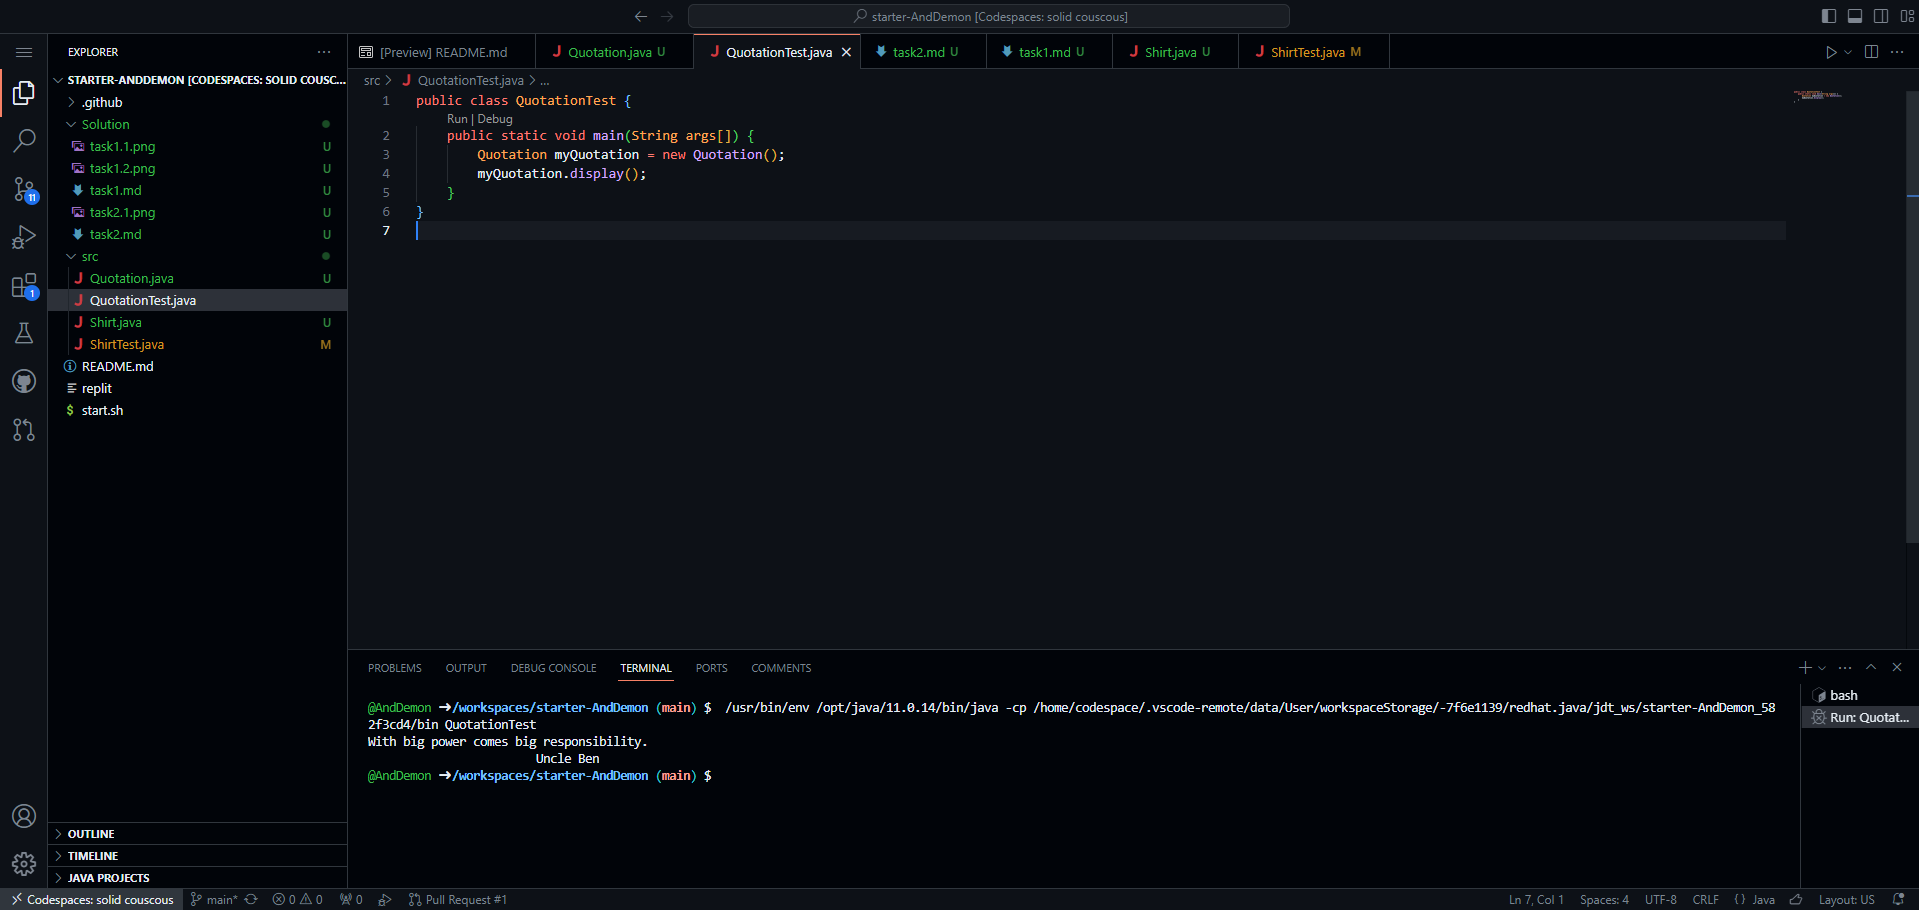 starter-AndDemon [Codespaces: solid couscous]
EXPLORER
STARTER-ANDDEMON [CODESPACES: SOLID COUSC...
.github
Solution
task1.1.png U
task1.2.png U
task1.md U
task2.1.png U
task2.md U
src
Quotation.java U
QuotationTest.java
Shirt.java U
ShirtTest.java M
README.md
replit
start.sh
OUTLINE
TIMELINE
JAVA PROJECTS
11
1
[Preview] README.md
Quotation.java U
QuotationTest.java
task2.md U
task1.md U
Shirt.java U
ShirtTest.java M
src > QuotationTest.java > ...
1 public class QuotationTest {
Run | Debug
2 public static void main(String args[]) {
3 Quotation myQuotation = new Quotation();
4 myQuotation.display();
5 }
6 }
7
PROBLEMS OUTPUT DEBUG CONSOLE TERMINAL PORTS COMMENTS
@AndDemon ➜/workspaces/starter-AndDemon (main) $ /usr/bin/env /opt/java/11.0.14/bin/java -cp /home/codespace/.vscode-remote/data/User/workspaceStorage/-7f6e1139/redhat.java/jdt_ws/starter-AndDemon_58
2f3cd4/bin QuotationTest
With big power comes big responsibility.
Uncle Ben
@AndDemon ➜/workspaces/starter-AndDemon (main) $
bash
Run: Quotat...
Codespaces: solid couscous main* 0 0 0 Pull Request #1 Ln 7, Col 1 Spaces: 4 UTF-8 CRLF {} Java Layout: US